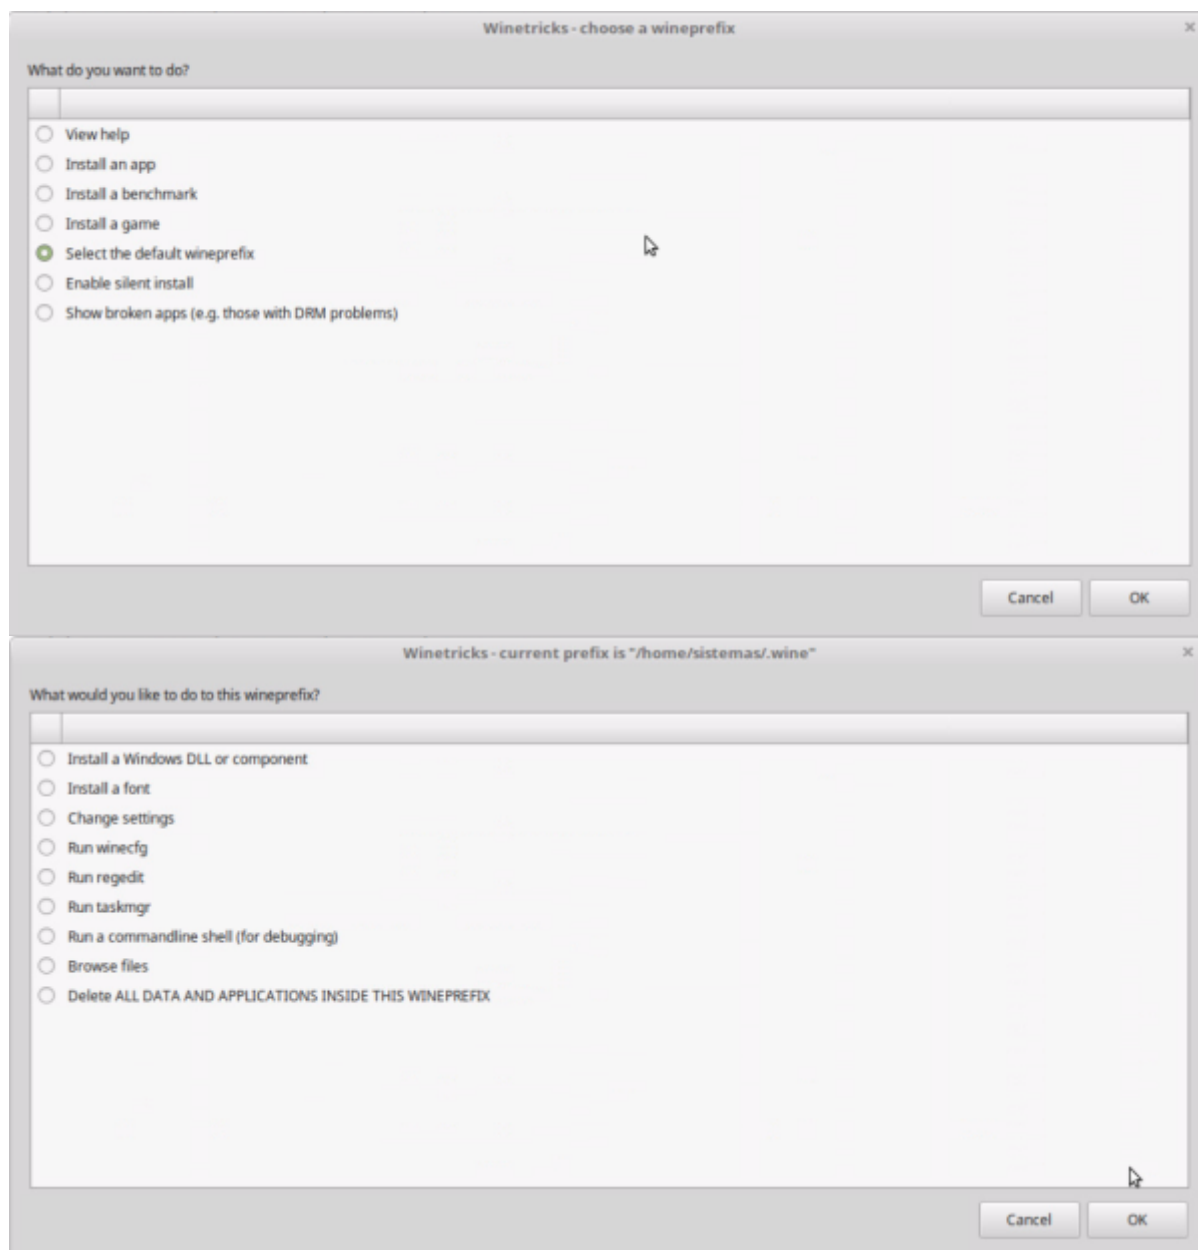 Winetricks - choose a wineprefix
What do you want to do?
View help
Install an app
Install a benchmark
Install a game
Select the default wineprefix
Enable silent install
Show broken apps (e.g. those with DRM problems)
Cancel
OK
Winetricks - current prefix is "/home/sistemas/.wine"
What would you like to do to this wineprefix?
Install a Windows DLL or component
Install a font
Change settings
Run winecfg
Run regedit
Run taskmgr
Run a commandline shell (for debugging)
Browse files
Delete ALL DATA AND APPLICATIONS INSIDE THIS WINEPREFIX
Cancel
OK